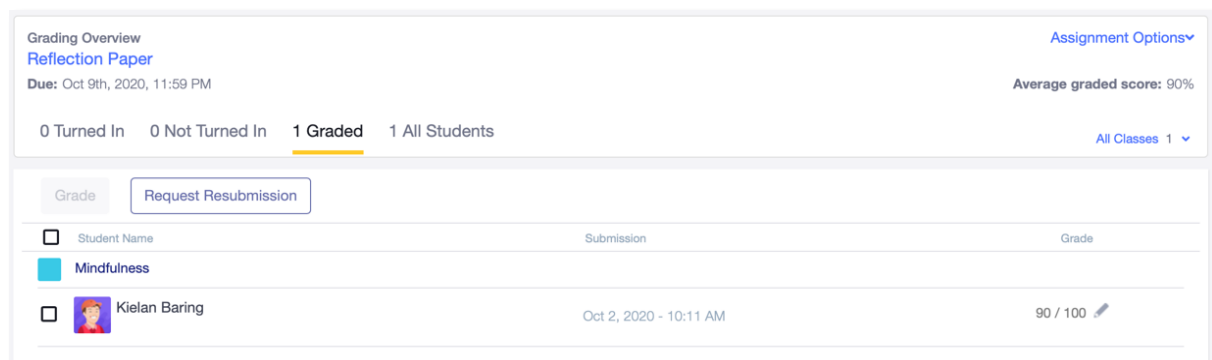 Grading Overview
Assignment Options
Reflection Paper
Due: Oct 9th, 2020, 11:59 PM
Average graded score: 90%
0 Turned In 0 Not Turned In 1 Graded 1 All Students
All Classes 1
Grade Request Resubmission
Student Name Submission Grade
Mindfulness
Kielan Baring
Oct 2, 2020 - 10:11 AM
90 / 100